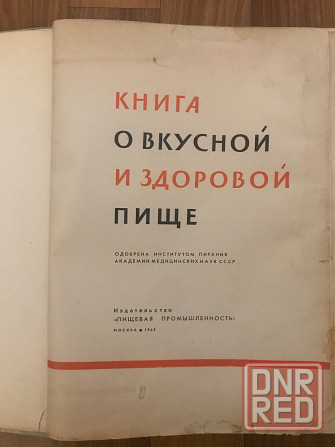 КНИГА
О ВКУСНОЙ
И ЗДОРОВОЙ
ПИЩЕ
ОДОБРЕНА ИНСТИТУТОМ ПИТАНИЯ
АКАДЕМИИ МЕДИЦИНСКИХ НАУК СССР
Издательство
«ПИЩЕВАЯ ПРОМЫШЛЕННОСТЬ»
МОСКВА
DNR
RED